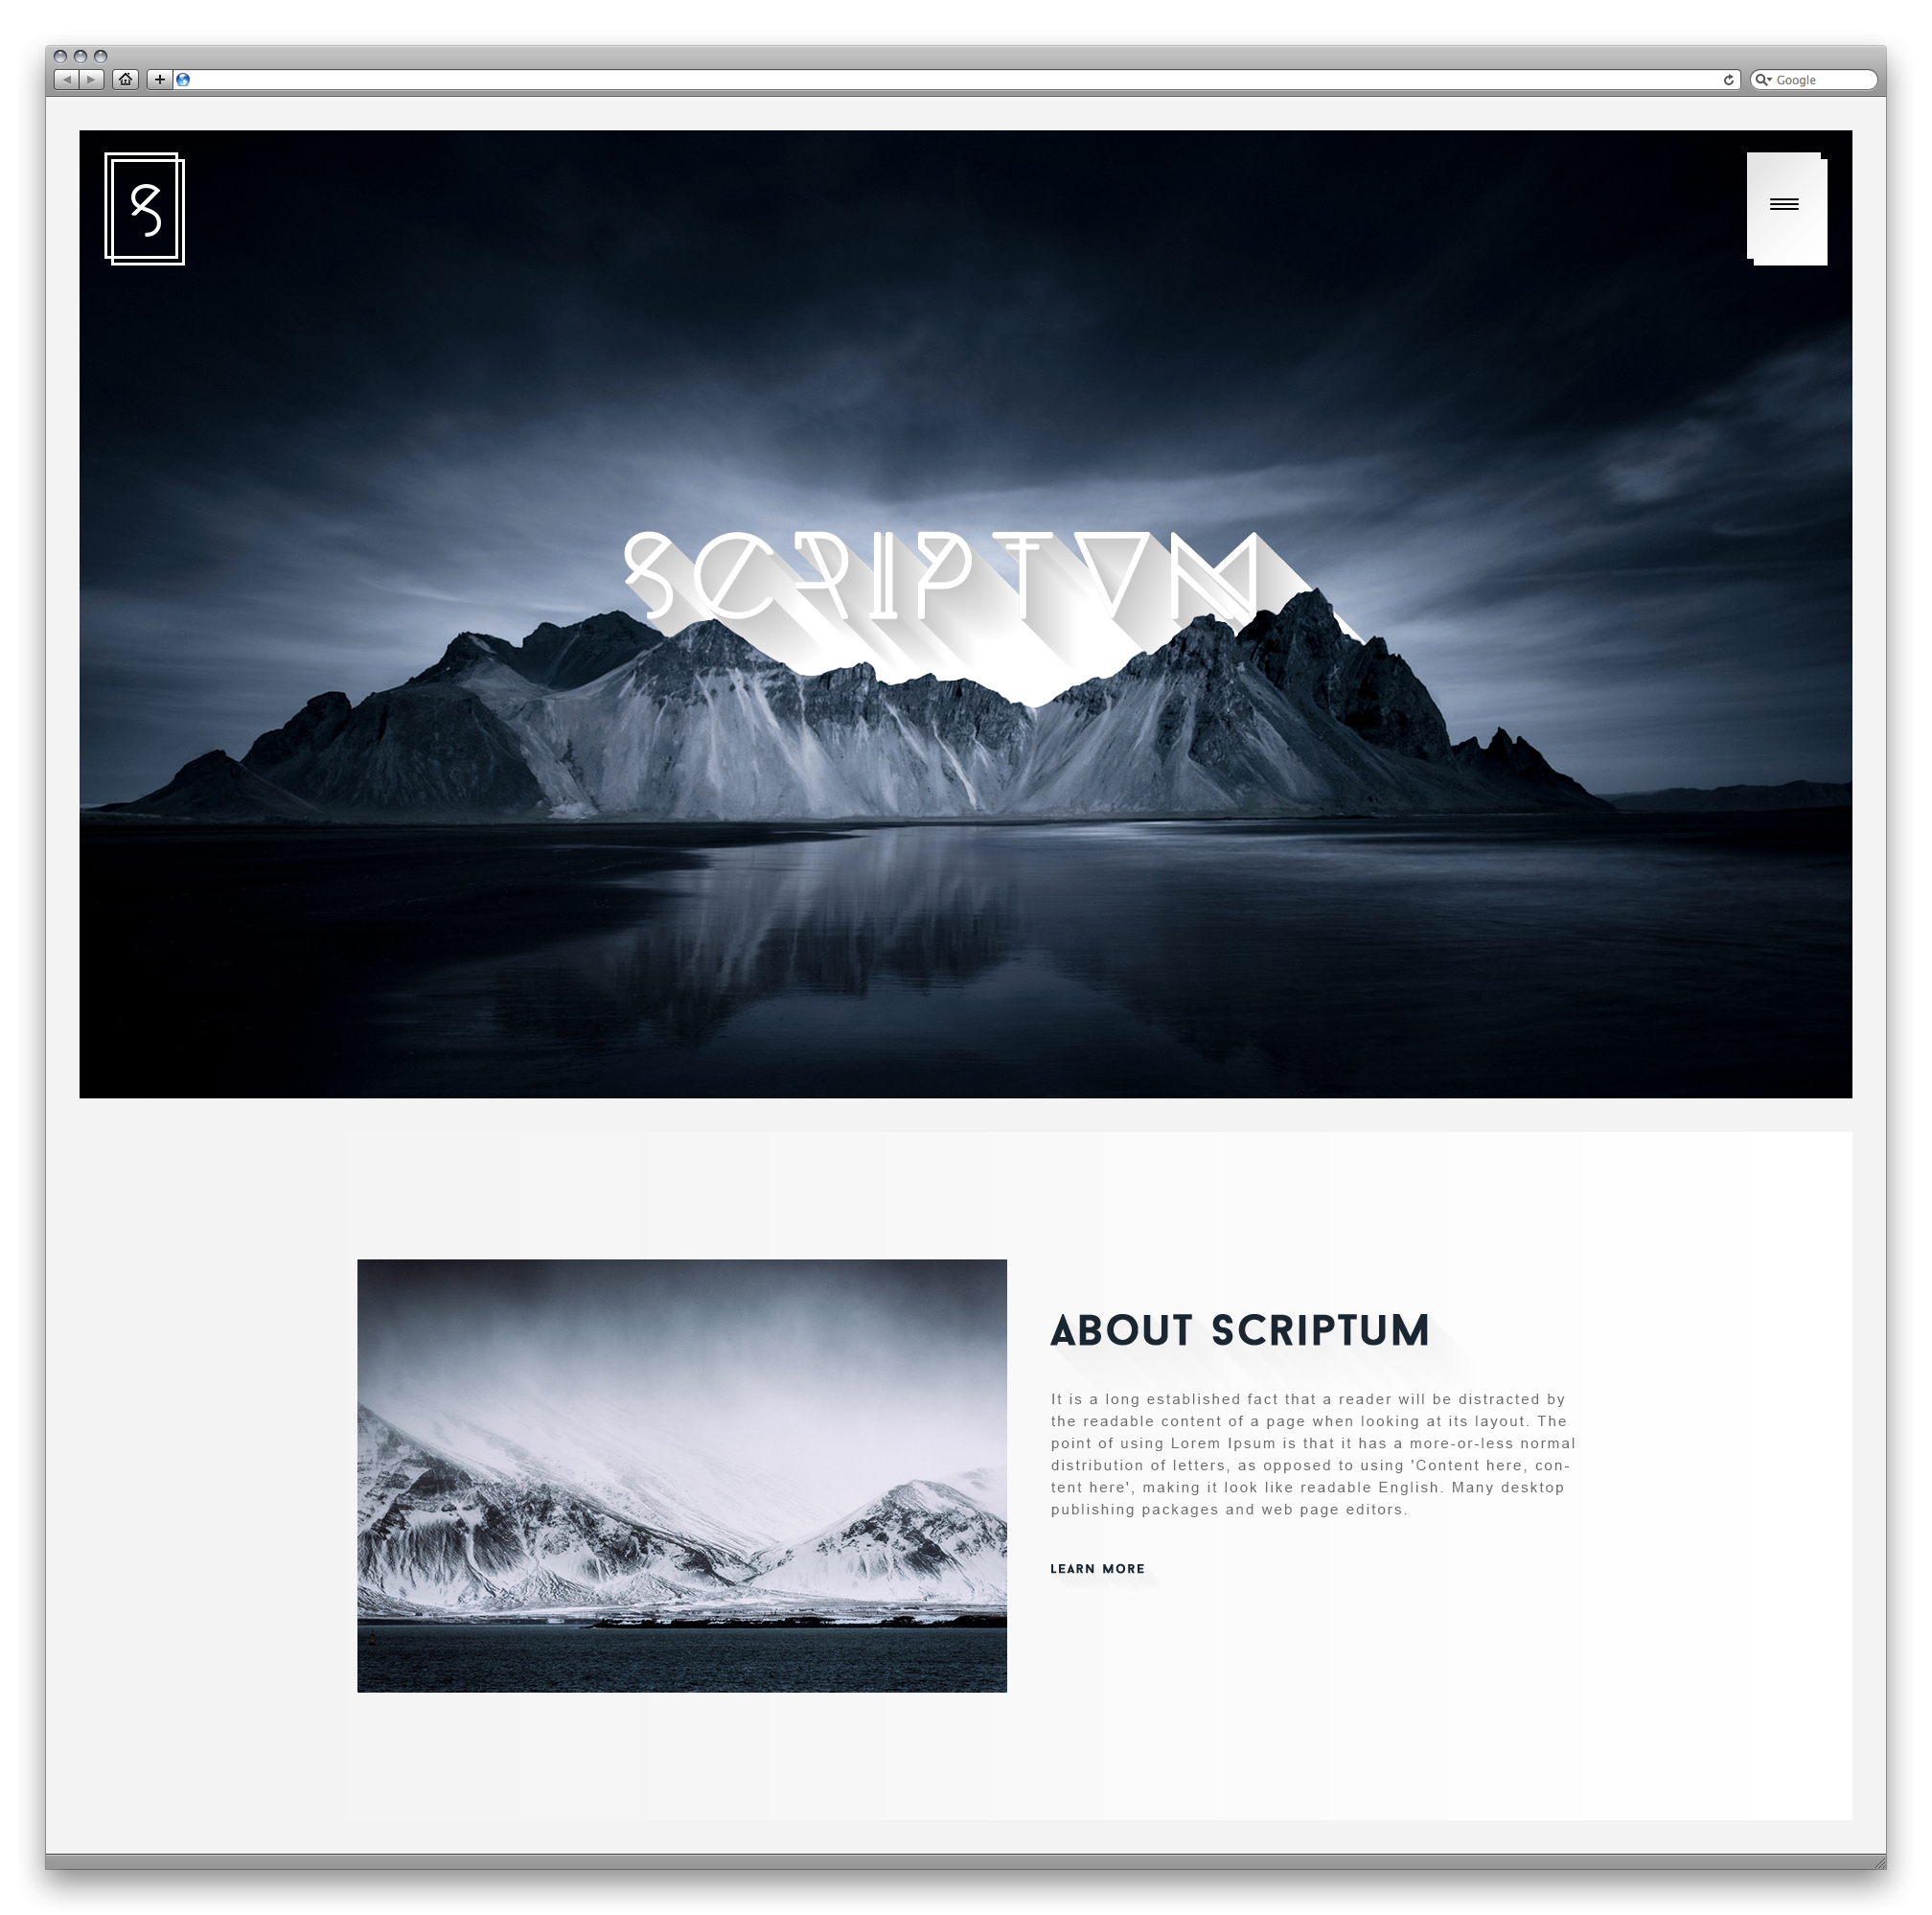 Google
S
SCRIPTUM
ABOUT SCRIPTUM
It is a long established fact that a reader will be distracted by
the readable content of a page when looking at its layout. The
point of using Lorem Ipsum is that it has a more-or-less normal
distribution of letters, as opposed to using 'Content here, con-
tent here', making it look like readable English. Many desktop
publishing packages and web page editors.
LEARN MORE